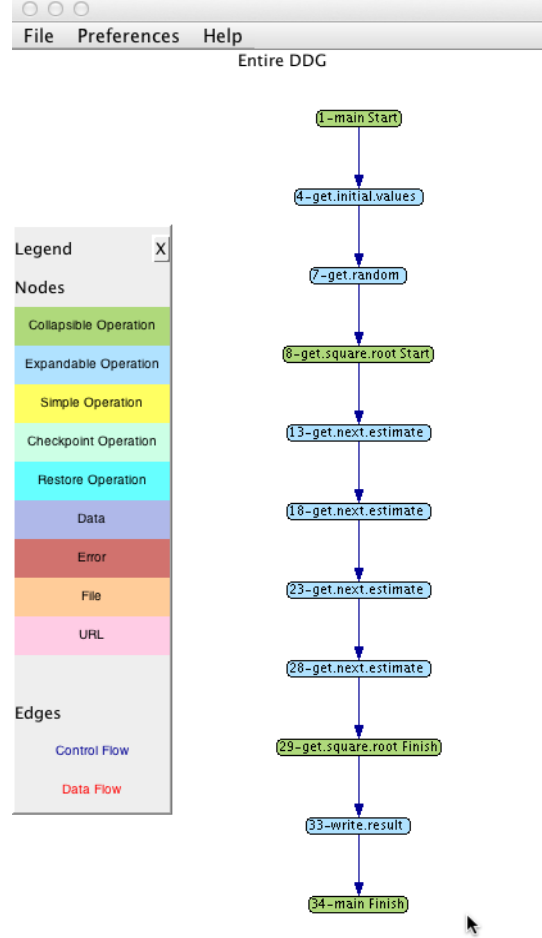 File Preferences Help
Entire DDG
1-main Start
4-get.initial.values
7-get.random
8-get.square.root Start
13-get.next.estimate
18-get.next.estimate
23-get.next.estimate
28-get.next.estimate
29-get.square.root Finish
33-write.result
34-main Finish
Legend X
Nodes
Collapsible Operation
Expandable Operation
Simple Operation
Checkpoint Operation
Restore Operation
Data
Error
File
URL
Edges
Control Flow
Data Flow